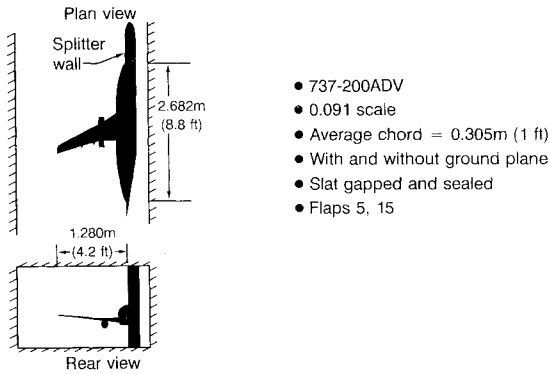 Plan view
Splitter
wall
2.682m
(8.8 ft)
1.280m
(4.2 ft)
Rear view
• 737-200ADV
• 0.091 scale
• Average chord = 0.305m (1 ft)
• With and without ground plane
• Slat gapped and sealed
• Flaps 5, 15